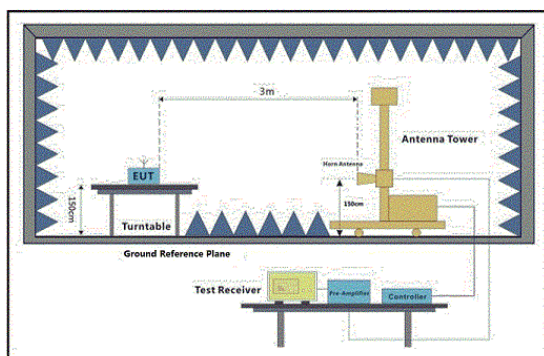 3m
Antenna Tower
Horn Antenna
EUT
150cm
150cm
Turntable
Ground Reference Plane
Test Receiver
Pre-Amplifier
Controller